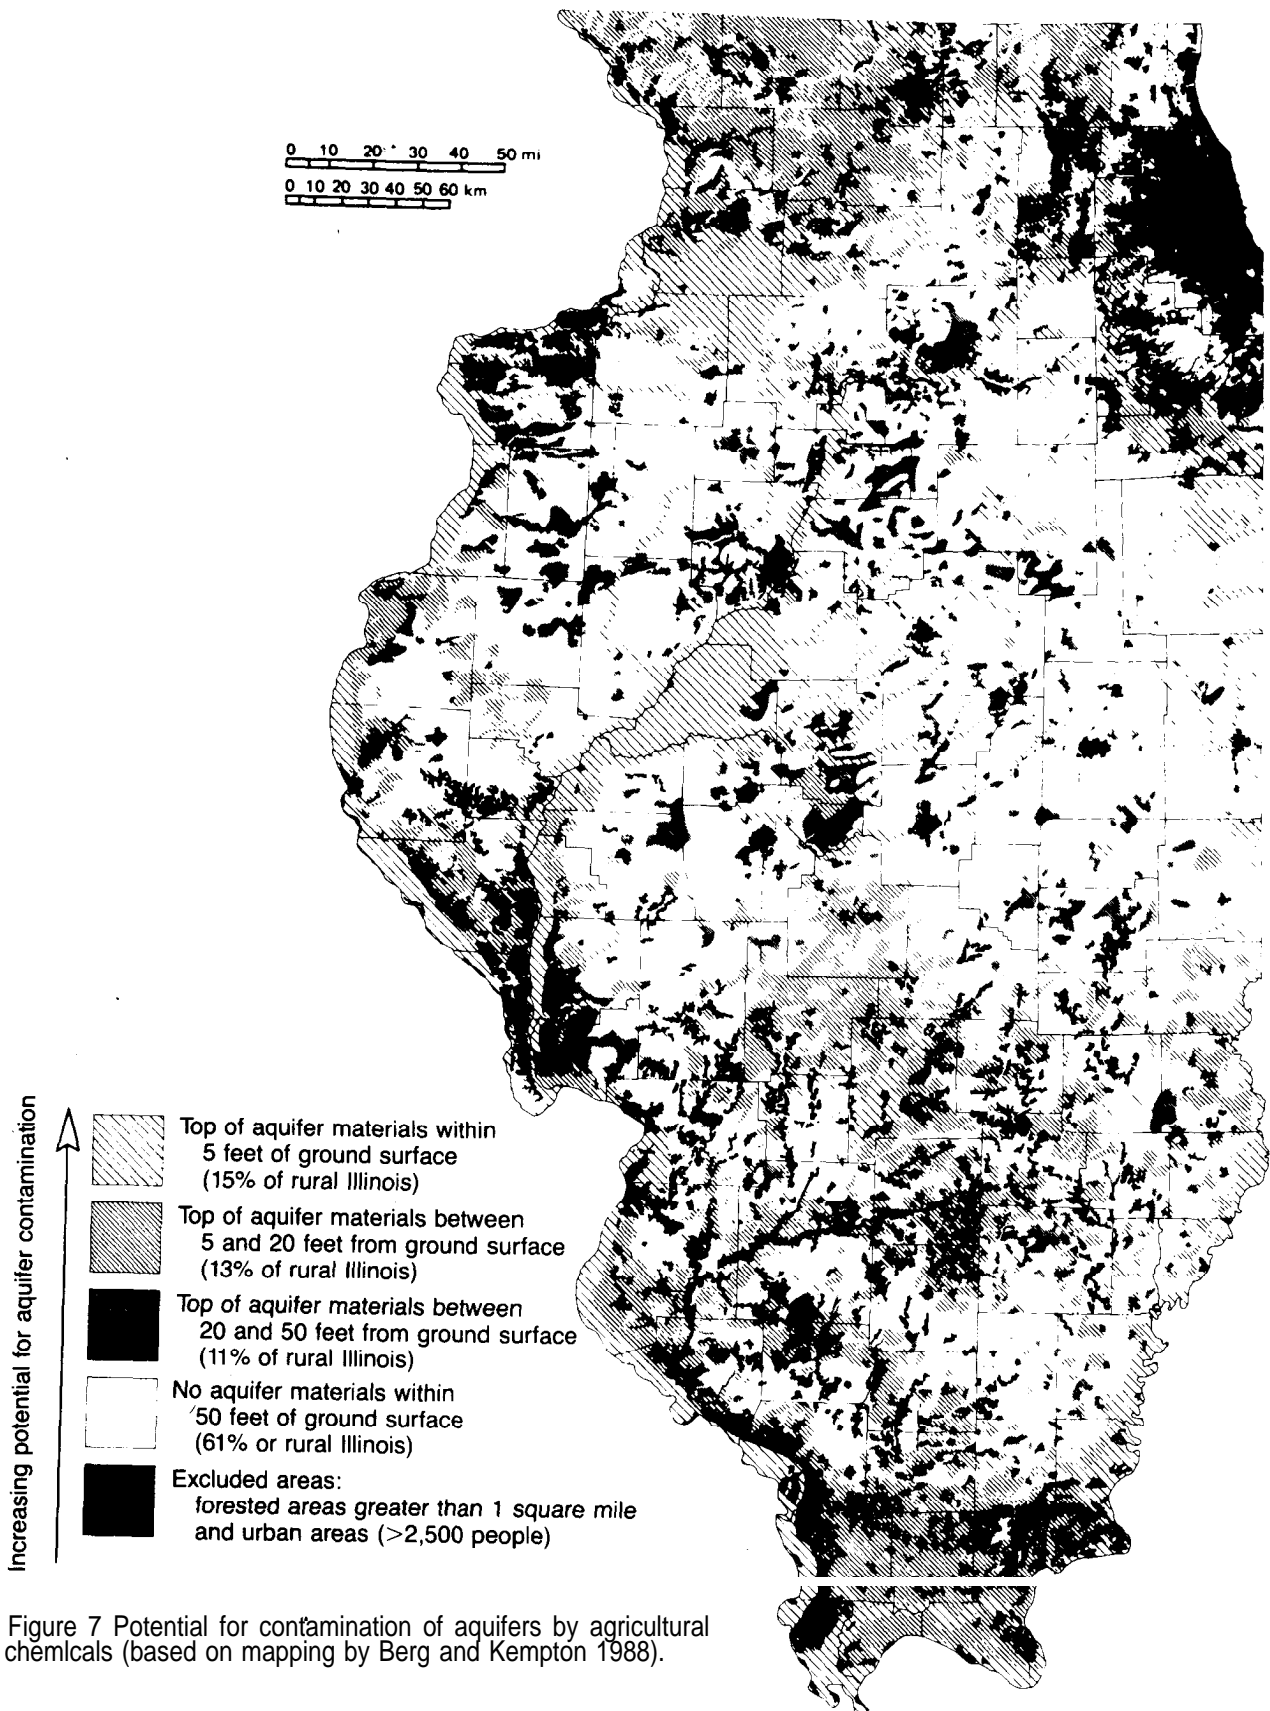 0 10 20 30 40 50 mi
0 10 20 30 40 50 60 km
Increasing potential for aquifer contamination
Top of aquifer materials within
5 feet of ground surface
(15% of rural Illinois)
Top of aquifer materials between
5 and 20 feet from ground surface
(13% of rural Illinois)
Top of aquifer materials between
20 and 50 feet from ground surface
(11% of rural Illinois)
No aquifer materials within
50 feet of ground surface
(61% or rural Illinois)
Excluded areas:
forested areas greater than 1 square mile
and urban areas (>2,500 people)
Figure 7 Potential for contamination of aquifers by agricultural
chemlcals (based on mapping by Berg and Kempton 1988).